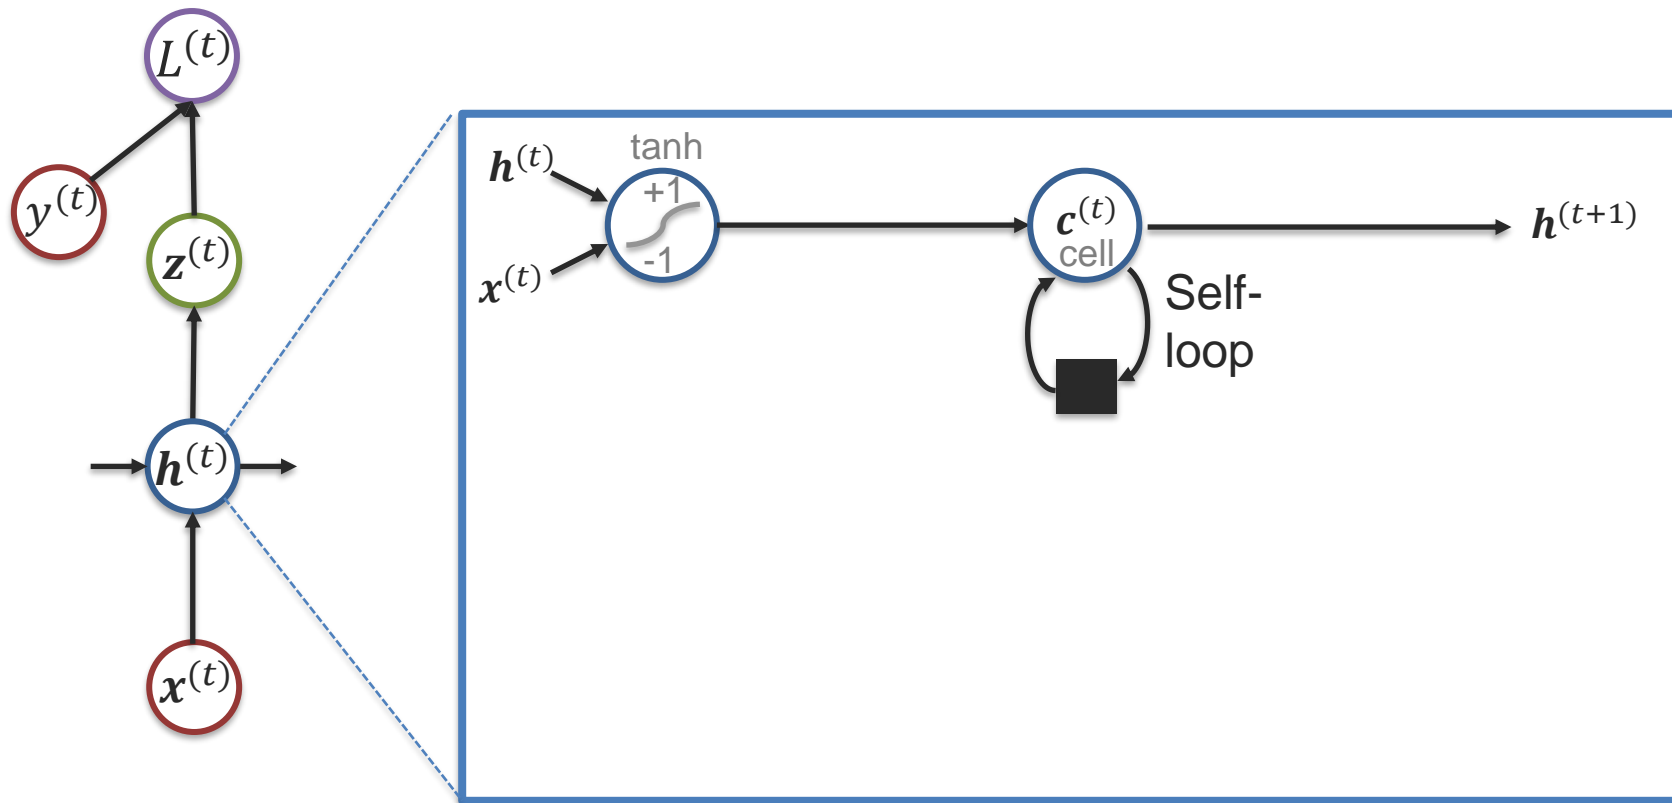 L^(t)
y^(t)
z^(t)
h^(t)
x^(t)
h^(t)
x^(t)
tanh
+1
-1
c^(t)
cell
Self-
loop
h^(t+1)